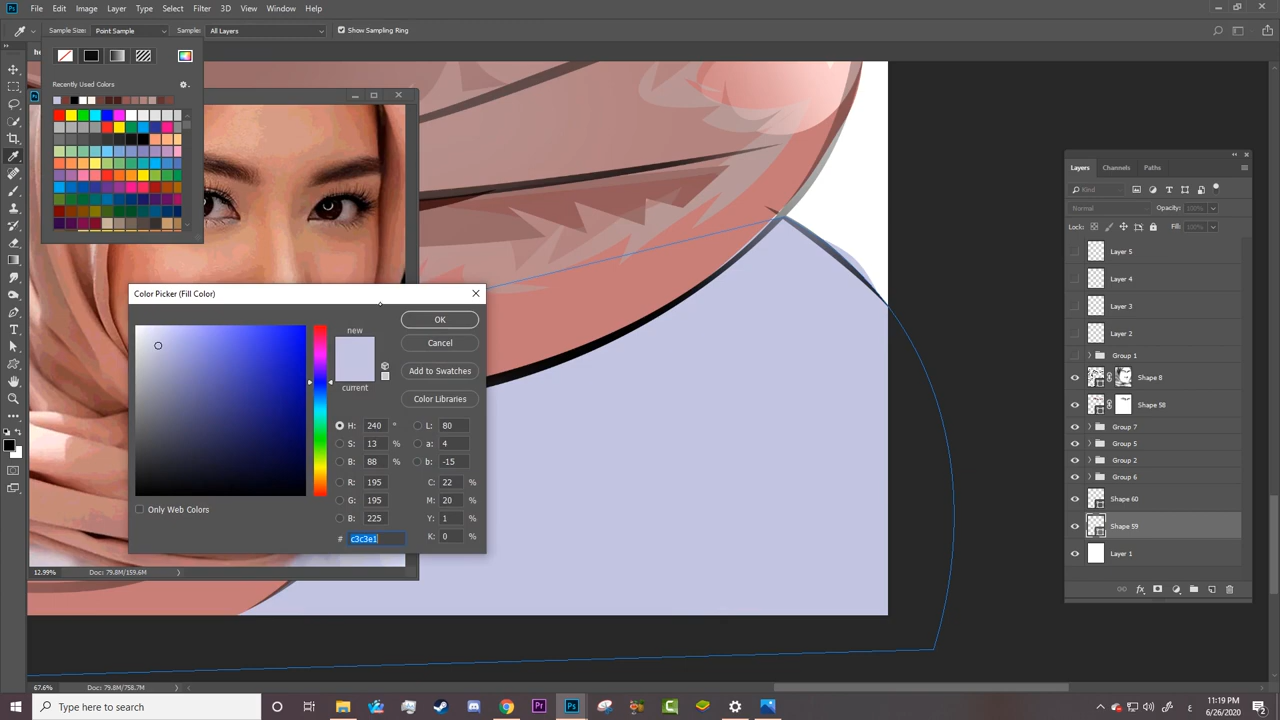 File Edit Image Layer Type Select Filter 3D View Window Help
Sample Size: Point Sample Sample: All Layers Show Sampling Ring
Recently Used Colors
Color Picker (Fill Color)
new
current
OK
Cancel
Add to Swatches
Color Libraries
H: 240 ° L: 80
S: 13 % a: 4
B: 88 % b: -15
R: 195 C: 22 %
G: 195 M: 20 %
B: 225 Y: 1 %
# c3c3e1 K: 0 %
Only Web Colors
12.99% Doc: 79.8M/159.6M
67.6% Doc: 79.8M/758.7M
Layers Channels Paths
Kind
Normal Opacity: 100%
Lock: Fill: 100%
Layer 5
Layer 4
Layer 3
Layer 2
Group 1
Shape 8
Shape 58
Group 7
Group 5
Group 2
Group 6
Shape 60
Shape 59
Layer 1
Type here to search
11:19 PM
6/26/2020